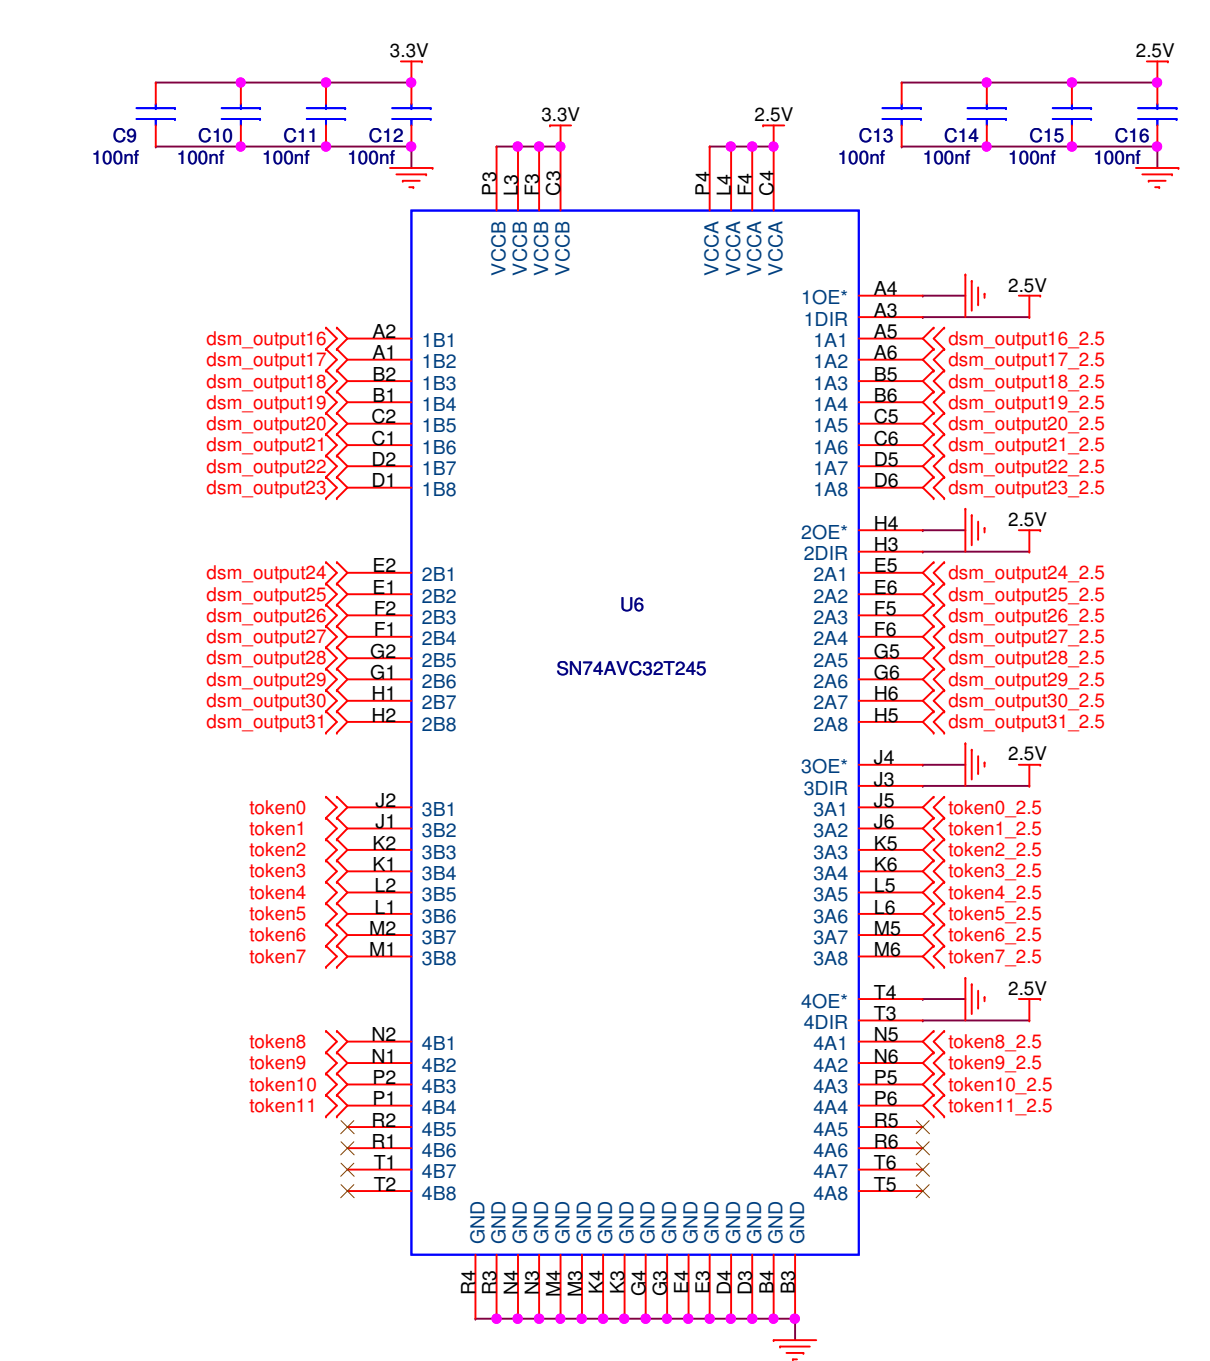 3.3V
2.5V
C9 C10 C11 C12
100nf 100nf 100nf 100nf
3.3V
2.5V
C13 C14 C15 C16
100nf 100nf 100nf 100nf
P3 L3 F3 C3 P4 L4 F4 C4
VCCB VCCB VCCB VCCB VCCA VCCA VCCA VCCA
1OE* A4 2.5V
1DIR A3
dsm_output16 A2 1B1 1A1 A5 dsm_output16_2.5
dsm_output17 A1 1B2 1A2 A6 dsm_output17_2.5
dsm_output18 B2 1B3 1A3 B5 dsm_output18_2.5
dsm_output19 B1 1B4 1A4 B6 dsm_output19_2.5
dsm_output20 C2 1B5 1A5 C5 dsm_output20_2.5
dsm_output21 C1 1B6 1A6 C6 dsm_output21_2.5
dsm_output22 D2 1B7 1A7 D5 dsm_output22_2.5
dsm_output23 D1 1B8 1A8 D6 dsm_output23_2.5
2OE* H4 2.5V
2DIR H3
dsm_output24 E2 2B1 2A1 E5 dsm_output24_2.5
dsm_output25 E1 2B2 2A2 E6 dsm_output25_2.5
dsm_output26 F2 2B3 2A3 F5 dsm_output26_2.5
dsm_output27 F1 2B4 2A4 F6 dsm_output27_2.5
dsm_output28 G2 2B5 2A5 G5 dsm_output28_2.5
dsm_output29 G1 2B6 2A6 G6 dsm_output29_2.5
dsm_output30 H1 2B7 2A7 H6 dsm_output30_2.5
dsm_output31 H2 2B8 2A8 H5 dsm_output31_2.5
U6
SN74AVC32T245
3OE* J4 2.5V
3DIR J3
token0 J2 3B1 3A1 J5 token0_2.5
token1 J1 3B2 3A2 J6 token1_2.5
token2 K2 3B3 3A3 K5 token2_2.5
token3 K1 3B4 3A4 K6 token3_2.5
token4 L2 3B5 3A5 L5 token4_2.5
token5 L1 3B6 3A6 L6 token5_2.5
token6 M2 3B7 3A7 M5 token6_2.5
token7 M1 3B8 3A8 M6 token7_2.5
4OE* T4 2.5V
4DIR T3
token8 N2 4B1 4A1 N5 token8_2.5
token9 N1 4B2 4A2 N6 token9_2.5
token10 P2 4B3 4A3 P5 token10_2.5
token11 P1 4B4 4A4 P6 token11_2.5
R2 4B5 4A5 R5
R1 4B6 4A6 R6
T1 4B7 4A7 T6
T2 4B8 4A8 T5
GND GND GND GND GND GND GND GND GND GND GND GND GND GND GND GND
R4 R3 N4 N3 M4 M3 K4 K3 G4 G3 E4 E3 D4 D3 B4 B3